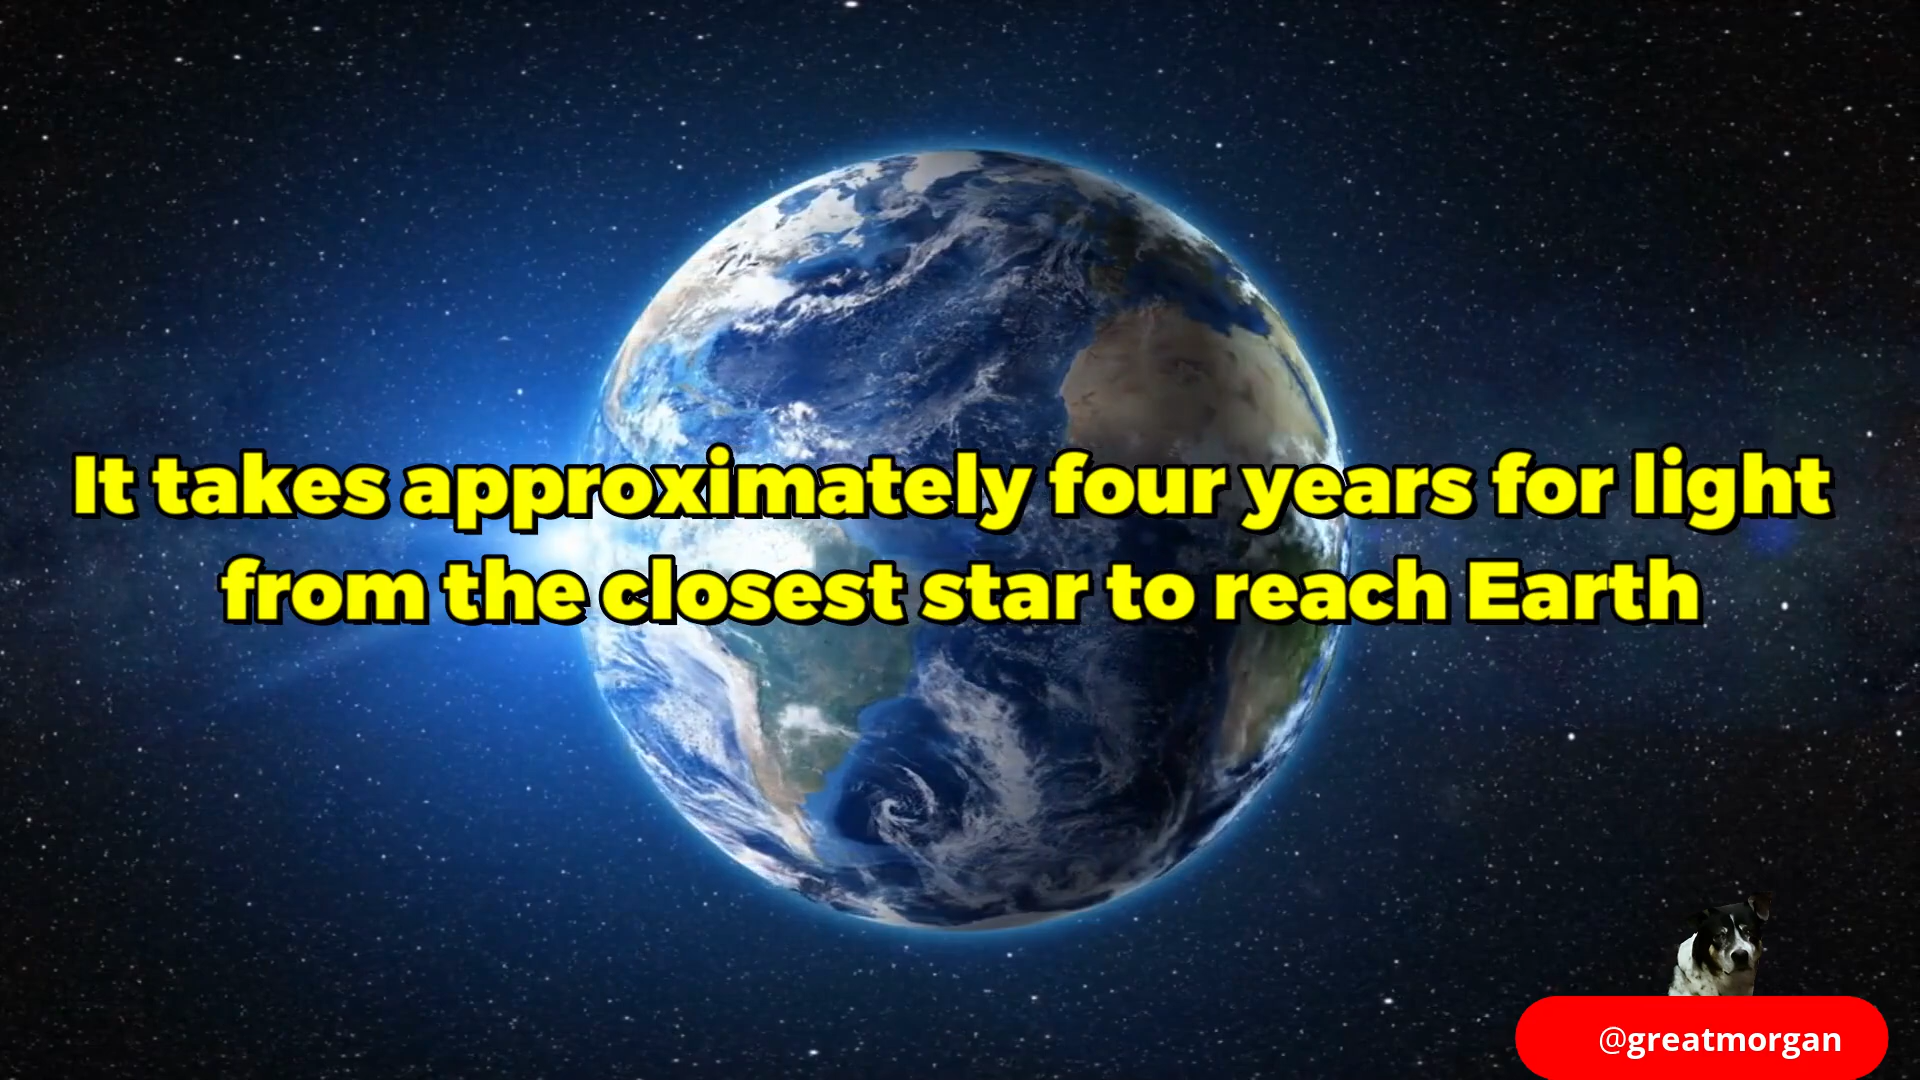 It takes approximately four years for light
from the closest star to reach Earth
@greatmorgan